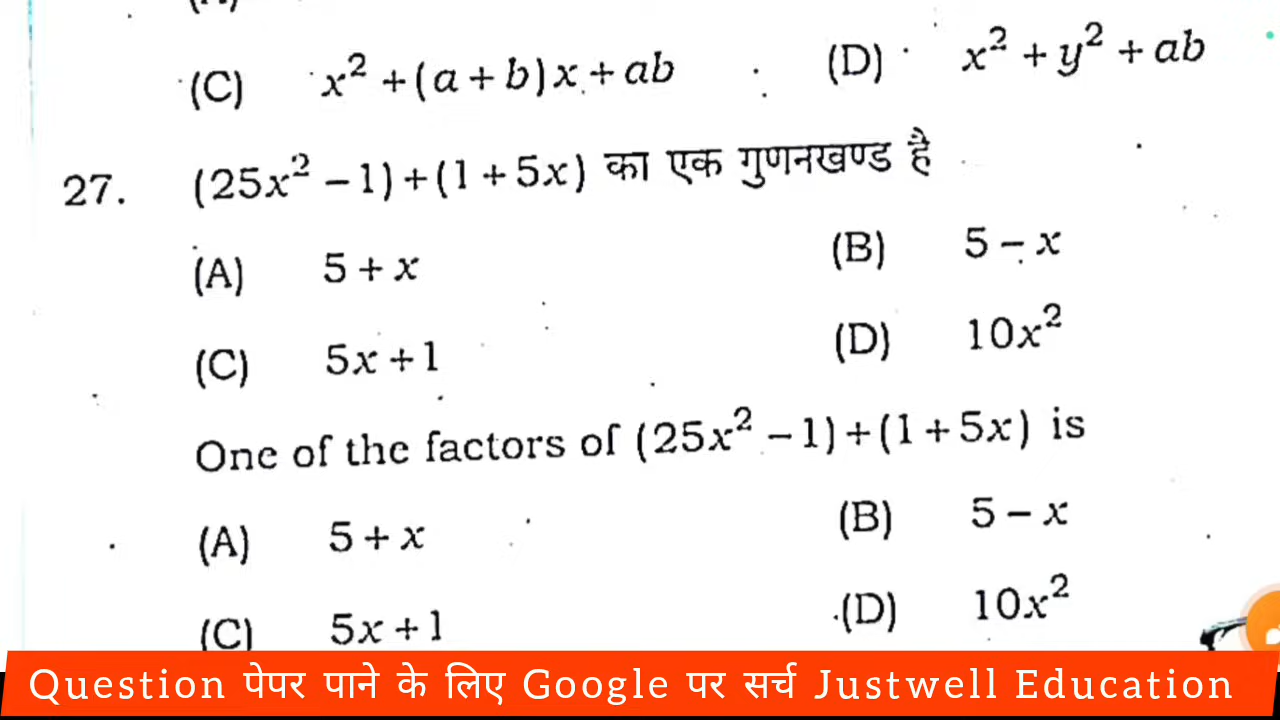 (C) x² + (a + b)x + ab (D) x² + y² + ab
27. (25x² – 1) + (1 + 5x) का एक गुणनखण्ड है
(A) 5 + x (B) 5 – x
(C) 5x + 1 (D) 10x²
One of the factors of (25x² – 1) + (1 + 5x) is
(A) 5 + x (B) 5 – x
(C) 5x + 1 (D) 10x²
Question पेपर पाने के लिए Google पर सर्च Justwell Education